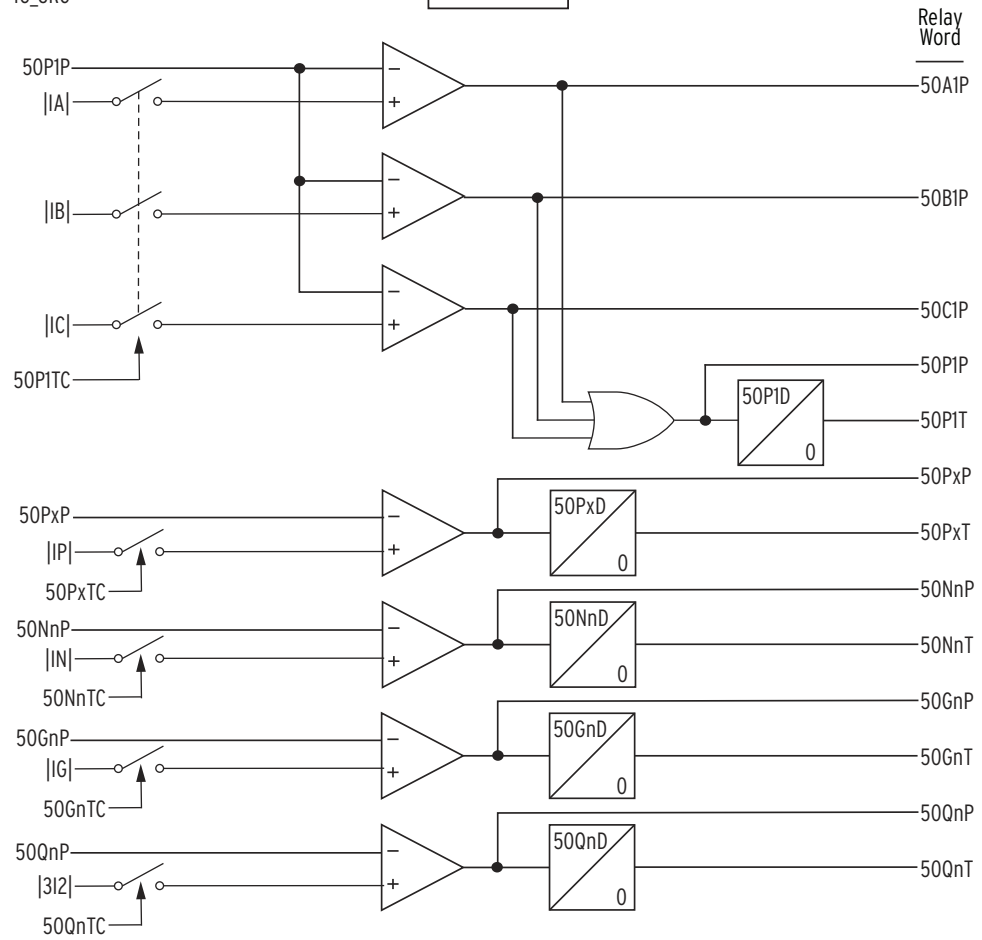 Relay
Word
50P1P
50A1P
|IA|
|IB|
50B1P
|IC|
50C1P
50P1TC
50P1P
50P1D
0
50P1T
50PxP
50PxP
50PxD
0
50PxT
|IP|
50PxTC
50NnP
50NnP
50NnD
0
50NnT
|IN|
50NnTC
50GnP
50GnP
50GnD
0
50GnT
|IG|
50GnTC
50QnP
50QnP
50QnD
0
50QnT
|3I2|
50QnTC